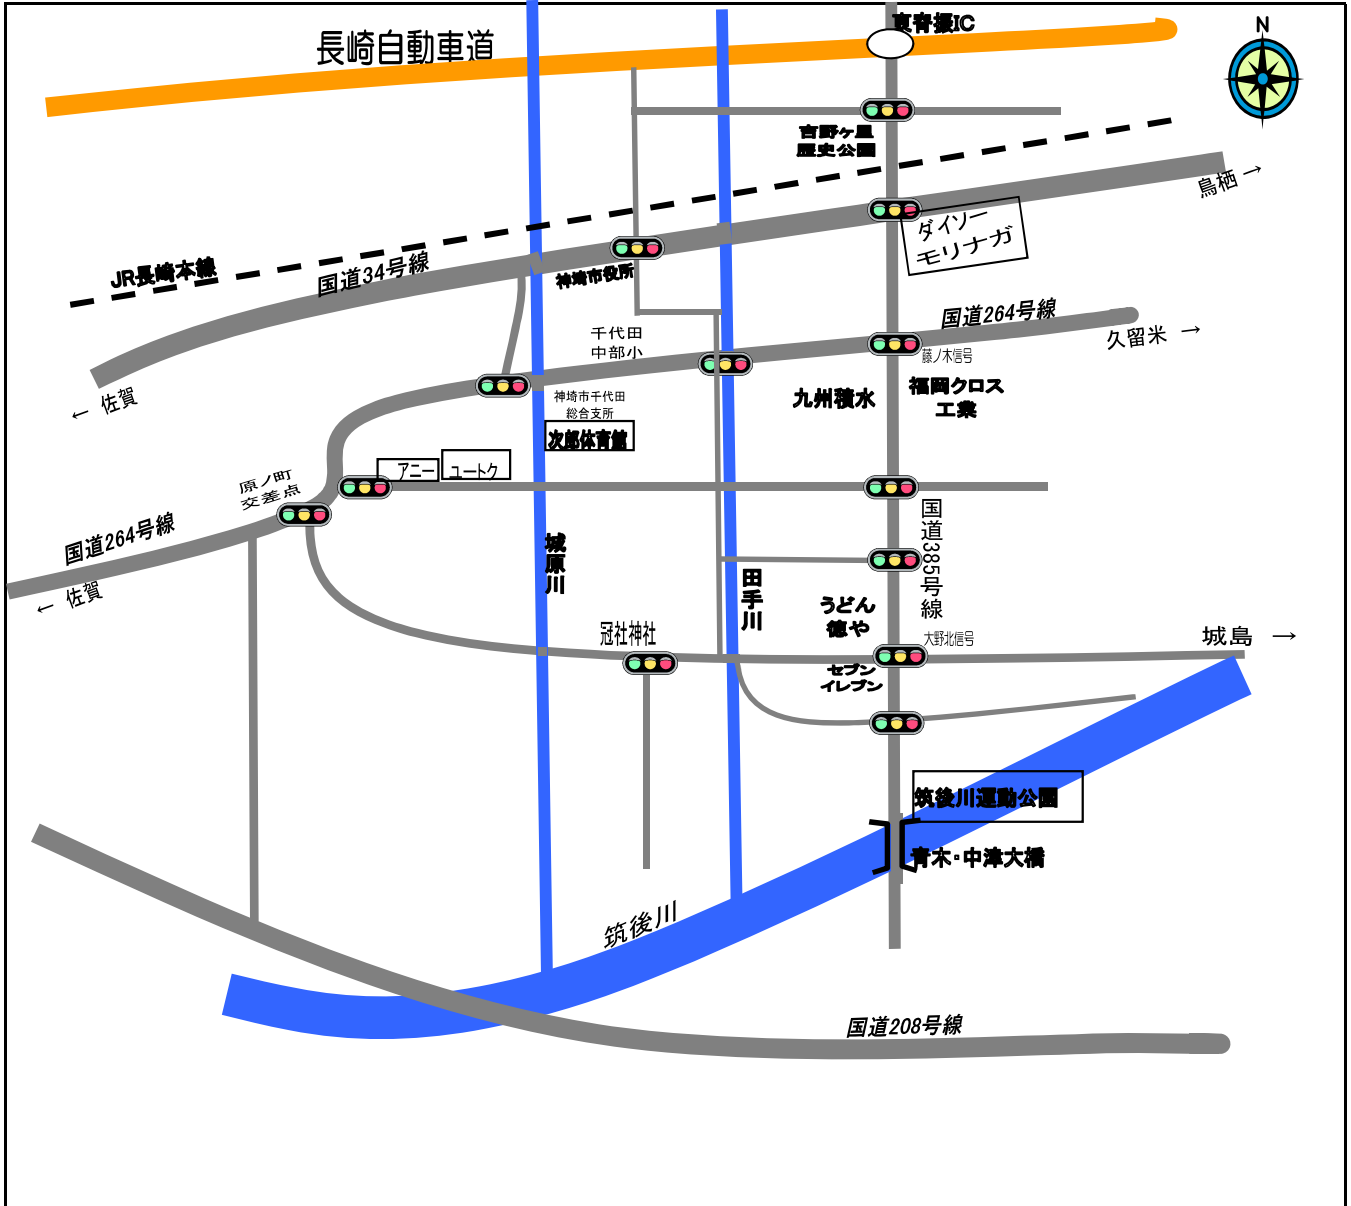 東脊振IC
N
長崎自動車道
吉野ヶ里
歴史公園
鳥栖 →
ダイソー
モリナガ
JR長崎本線
国道34号線
神埼市役所
国道264号線
久留米 →
千代田
中部小
藤ノ木信号
← 佐賀
神埼市千代田
総合支所
次郎体育館
九州積水
福岡クロス
工業
アニー
ユートク
原ノ町
交差点
国道264号線
← 佐賀
国道385号線
城原川
田手川
うどん
徳や
冠社神社
大野北信号
城島 →
セブン
イレブン
筑後川運動公園
青木・中津大橋
筑後川
国道208号線